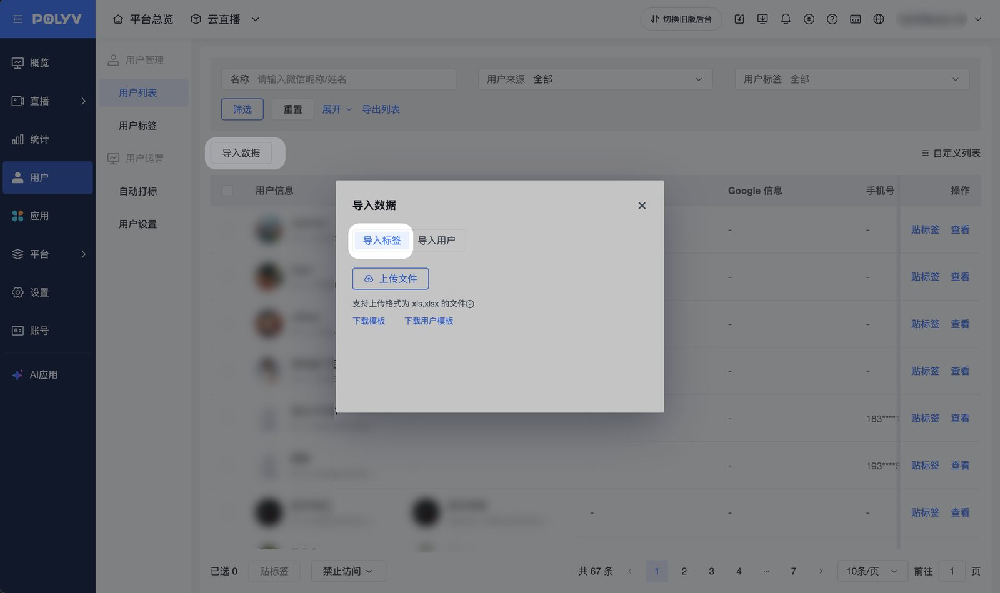 POLYV
平台总览
云直播
切换旧版后台
概览
直播
统计
用户
应用
平台
设置
账号
AI应用
用户管理
用户列表
用户标签
用户运营
自动打标
用户设置
名称 请输入微信昵称/姓名
用户来源 全部
用户标签 全部
筛选
重置
展开
导出列表
导入数据
自定义列表
用户信息
Google 信息
手机号
操作
- - 贴标签 查看
- - 贴标签 查看
- - 贴标签 查看
- - 贴标签 查看
- 183****1 贴标签 查看
- 193****5 贴标签 查看
- - - 贴标签 查看
导入数据
导入标签
导入用户
上传文件
支持上传格式为 xls,xlsx 的文件
下载模板
下载用户模板
已选 0
贴标签
禁止访问
共 67 条
1 2 3 4 ··· 7
10条/页
前往 1 页